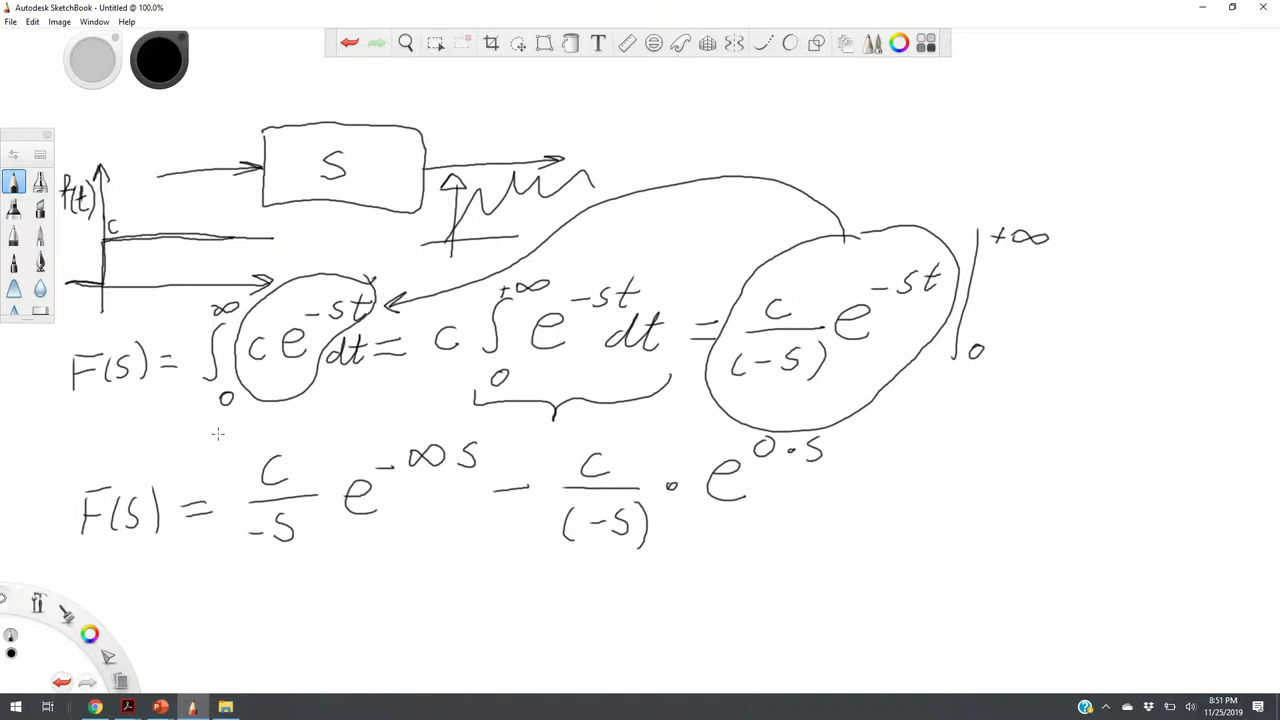 Autodesk SketchBook - Untitled @ 100.0%
File Edit Image Window Help
T
S
f(t)
c
F(s) = ∫₀^∞ c e^{-st} dt = c ∫₀^{+∞} e^{-st} dt = c/(-s) e^{-st} |₀^{+∞}
F(s) = c/-s e^{-∞s} - c/(-s) · e^{0·s}
8:51 PM
11/25/2019